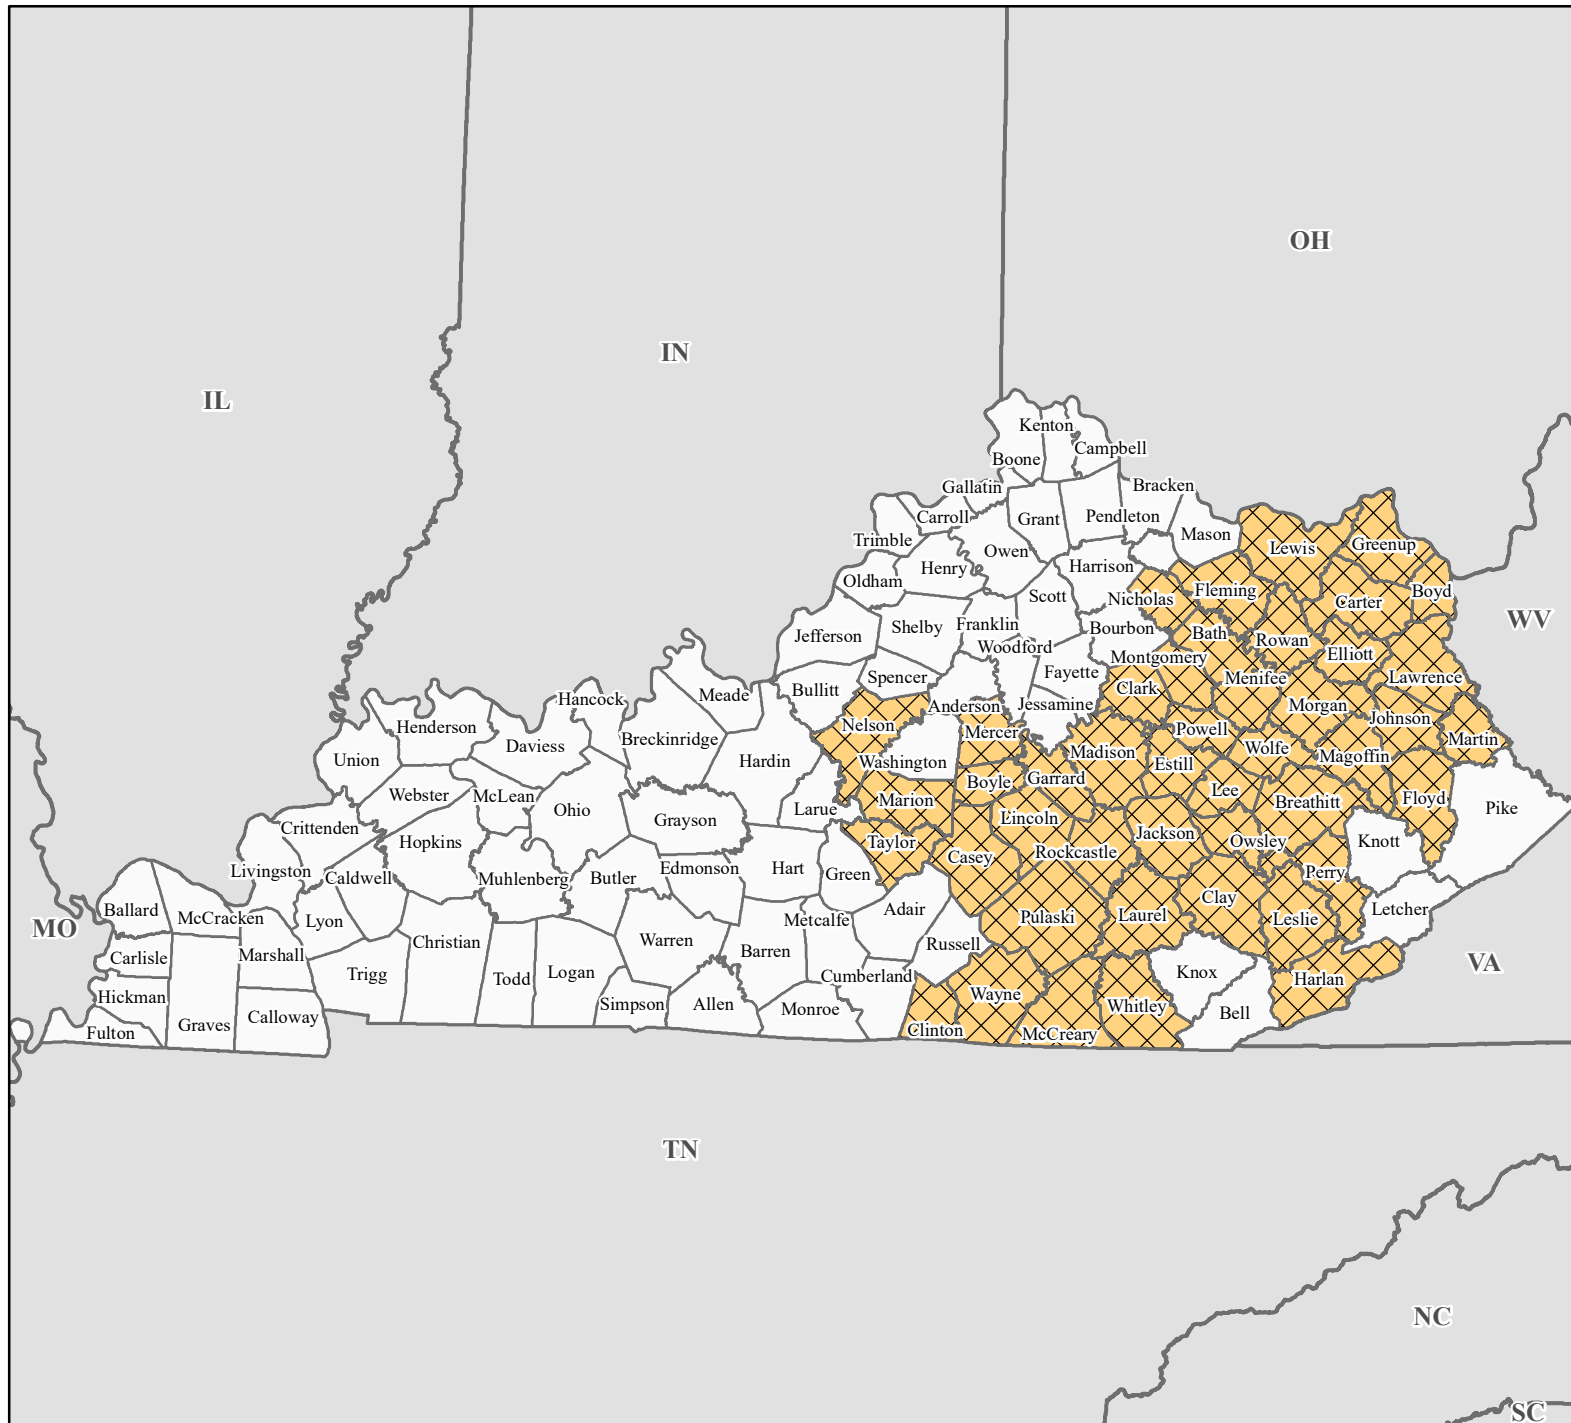 OH
IN
IL
Kenton
Campbell
Boone
Gallatin
Bracken
Carroll
Grant
Pendleton
Mason
Trimble
Owen
Lewis
Greenup
Henry
Harrison
Oldham
Fleming
Boyd
Scott
Nicholas
Carter
WV
Shelby
Franklin
Bourbon
Jefferson
Bath
Rowan
Woodford
Elliott
Montgomery
Spencer
Fayette
Menifee
Lawrence
Bullitt
Clark
Meade
Hancock
Anderson
Jessamine
Morgan
Johnson
Nelson
Henderson
Mercer
Powell
Breckinridge
Daviess
Martin
Madison
Wolfe
Union
Hardin
Washington
Estill
Magoffin
Boyle
Garrard
Lee
Webster
McLean
Marion
Breathitt
Floyd
Larue
Pike
Ohio
Grayson
Lincoln
Crittenden
Jackson
Hopkins
Taylor
Owsley
Knott
Casey
Rockcastle
Livingston
Caldwell
Muhlenberg
Butler
Edmonson
Hart
Green
Perry
Clay
Ballard
McCracken
Lyon
Metcalfe
Adair
Pulaski
Laurel
Leslie
Letcher
MO
Christian
Warren
Barren
Russell
Carlisle
Marshall
VA
Trigg
Todd
Logan
Cumberland
Knox
Harlan
Hickman
Simpson
Allen
Monroe
Wayne
Whitley
Bell
Fulton
Graves
Calloway
Clinton
McCreary
TN
NC
SC